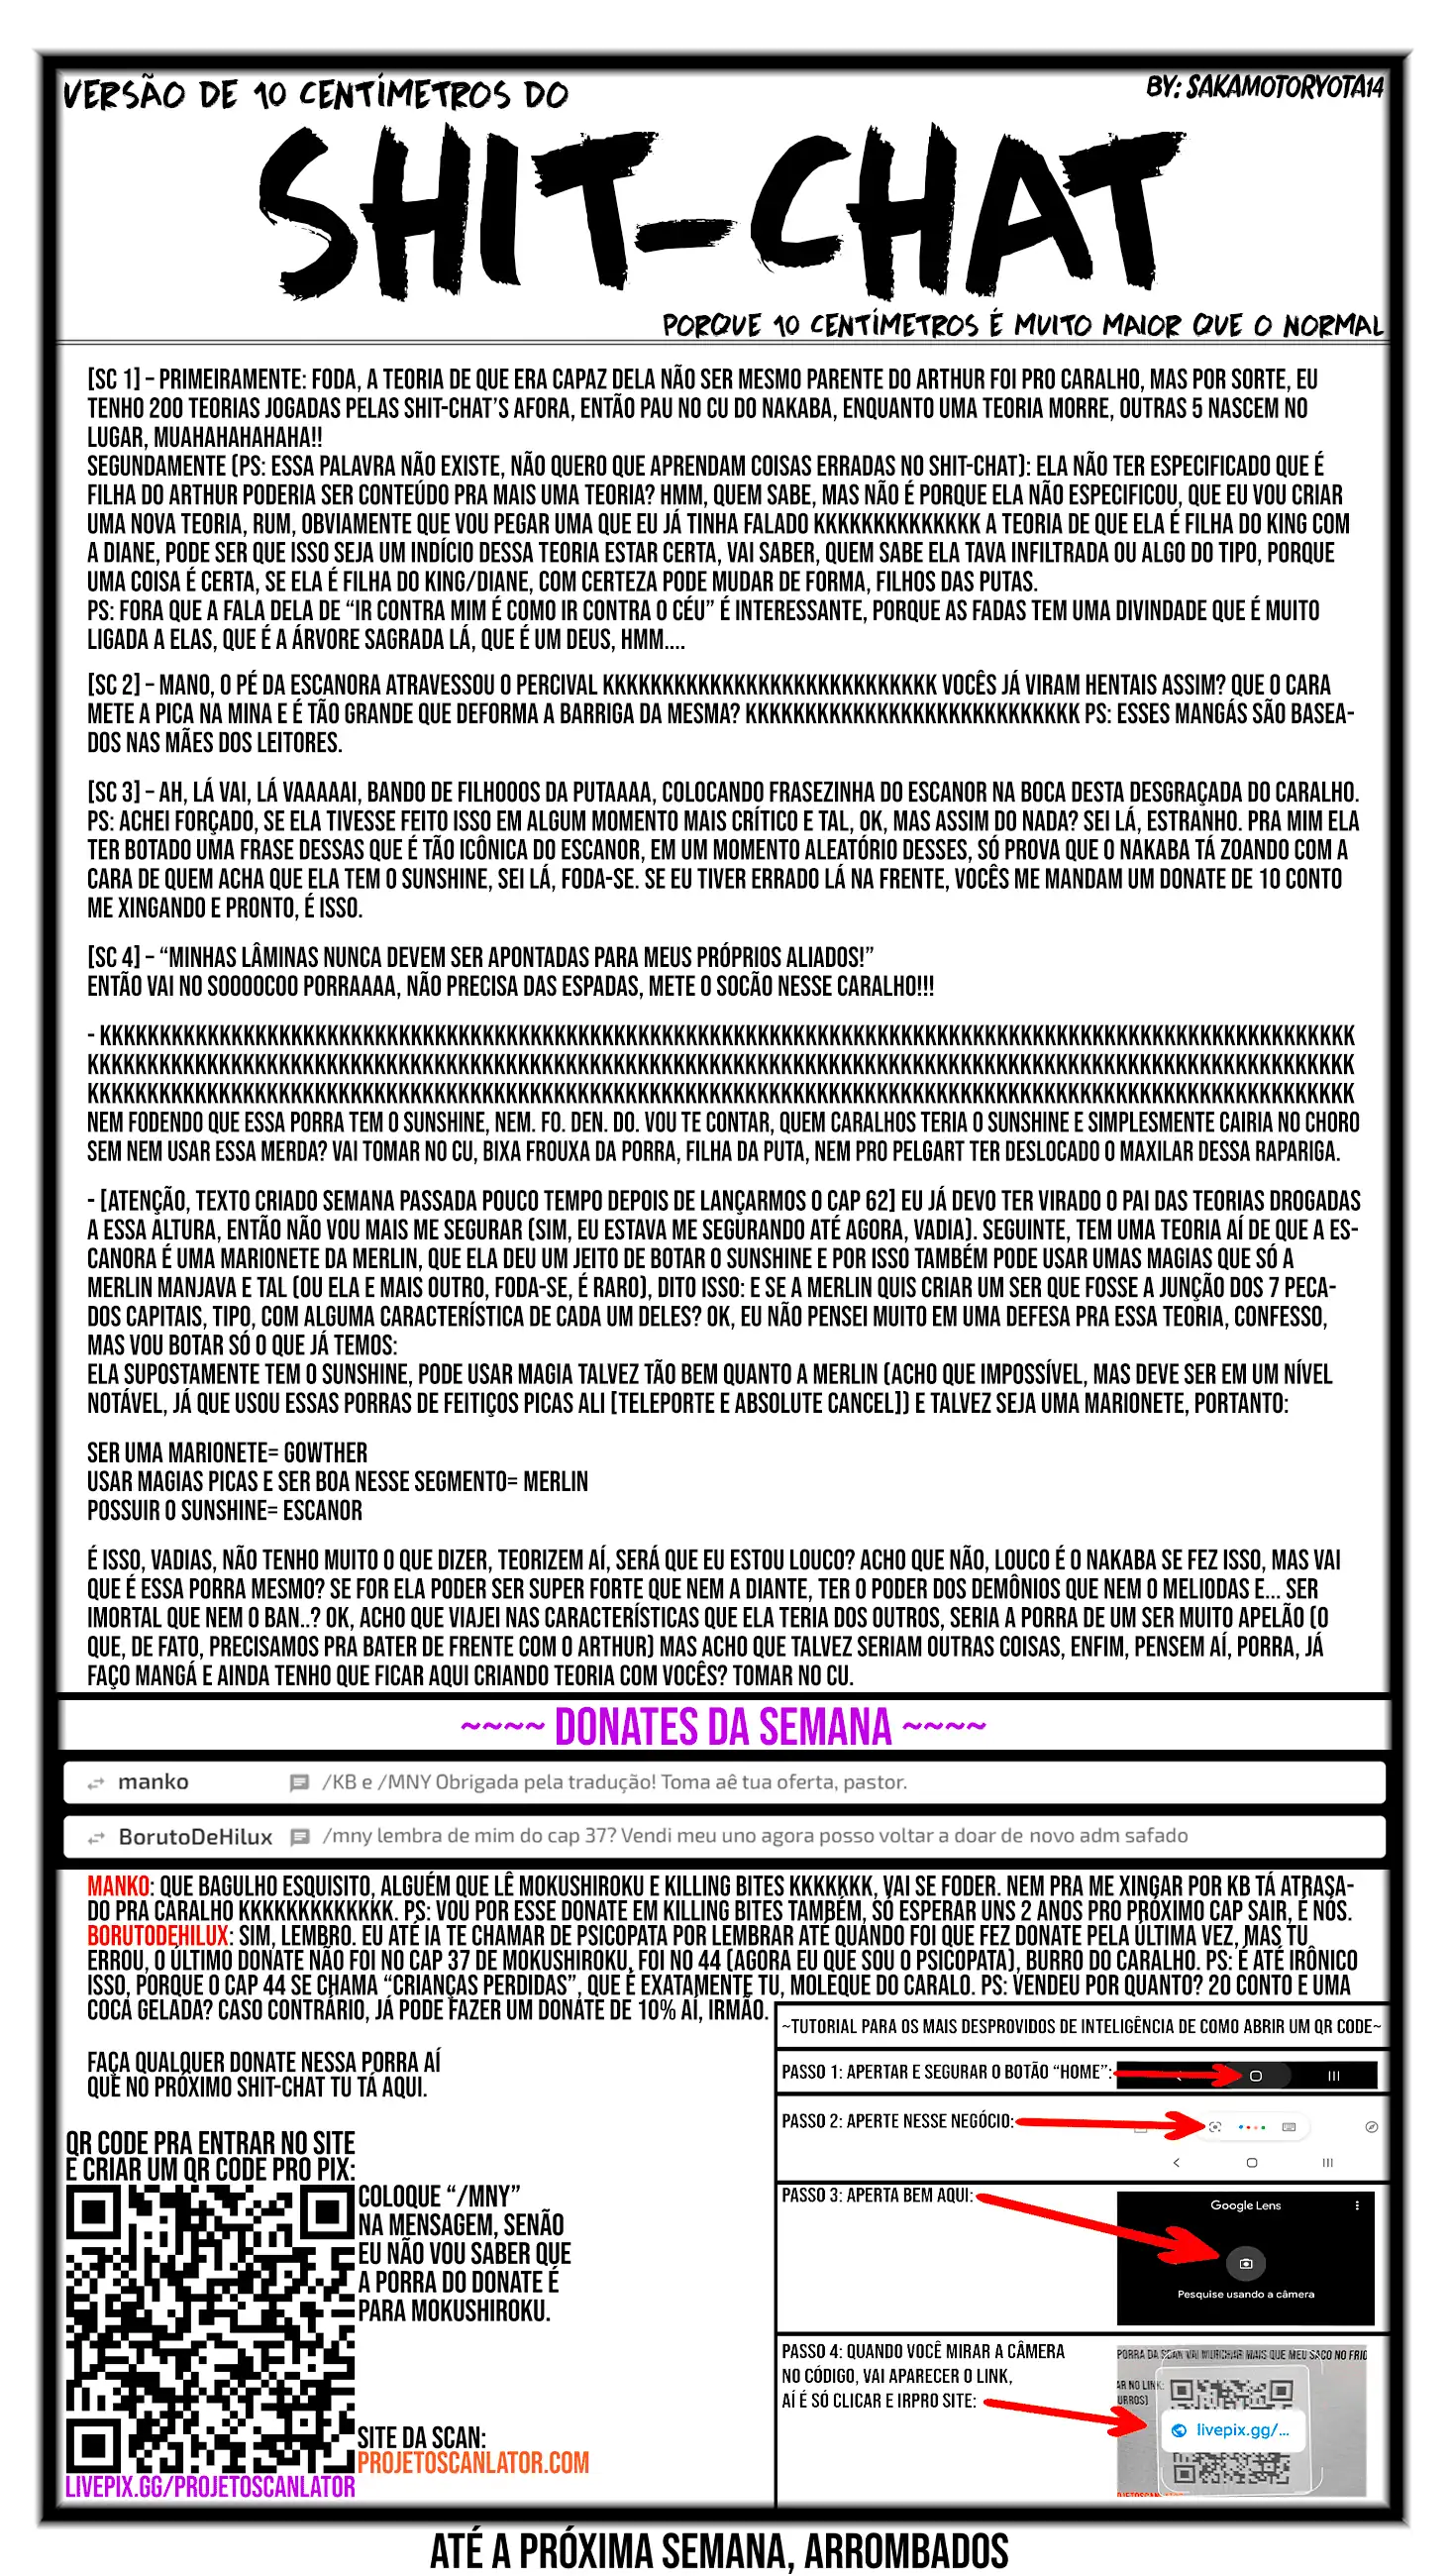 VERSÃO DE 10 CENTÍMETROS DO
BY: SAKAMOTORYOTA14
SHIT-CHAT
PORQUE 10 CENTÍMETROS É MUITO MAIOR QUE O NORMAL
[SC 1] – PRIMEIRAMENTE: FODA, A TEORIA DE QUE ERA CAPAZ DELA NÃO SER MESMO PARENTE DO ARTHUR FOI PRO CARALHO, MAS POR SORTE, EU
TENHO 200 TEORIAS JOGADAS PELAS SHIT-CHAT'S AFORA, ENTÃO PAU NO CU DO NAKABA, ENQUANTO UMA TEORIA MORRE, OUTRAS 5 NASCEM NO
LUGAR, MUAHAHAHAHAHA!!
SEGUNDAMENTE (PS: ESSA PALAVRA NÃO EXISTE, NÃO QUERO QUE APRENDAM COISAS ERRADAS NO SHIT-CHAT): ELA NÃO TER ESPECIFICADO QUE É
FILHA DO ARTHUR PODERIA SER CONTEÚDO PRA MAIS UMA TEORIA? HMM, QUEM SABE, MAS NÃO É PORQUE ELA NÃO ESPECIFICOU, QUE EU VOU CRIAR
UMA NOVA TEORIA, RUM, OBVIAMENTE QUE VOU PEGAR UMA QUE EU JÁ TINHA FALADO KKKKKKKKKKKKKK A TEORIA DE QUE ELA É FILHA DO KING COM
A DIANE, PODE SER QUE ISSO SEJA UM INDÍCIO DESSA TEORIA ESTAR CERTA, VAI SABER, QUEM SABE ELA TAVA INFILTRADA OU ALGO DO TIPO, PORQUE
UMA COISA É CERTA, SE ELA É FILHA DO KING/DIANE, COM CERTEZA PODE MUDAR DE FORMA, FILHOS DAS PUTAS.
PS: FORA QUE A FALA DELA DE “IR CONTRA MIM É COMO IR CONTRA O CÉU” É INTERESSANTE, PORQUE AS FADAS TEM UMA DIVINDADE QUE É MUITO
LIGADA A ELAS, QUE É A ÁRVORE SAGRADA LÁ, QUE É UM DEUS, HMM....
[SC 2] – MANO, O PÉ DA ESCANORA ATRAVESSOU O PERCIVAL KKKKKKKKKKKKKKKKKKKKKKKKKKKK VOCÊS JÁ VIRAM HENTAIS ASSIM? QUE O CARA
METE A PICA NA MINA E É TÃO GRANDE QUE DEFORMA A BARRIGA DA MESMA? KKKKKKKKKKKKKKKKKKKKKKKKKKKK PS: ESSES MANGÁS SÃO BASEA-
DOS NAS MÃES DOS LEITORES.
[SC 3] – AH, LÁ VAI, LÁ VAAAAAI, BANDO DE FILHOOOS DA PUTAAAA, COLOCANDO FRASEZINHA DO ESCANOR NA BOCA DESTA DESGRAÇADA DO CARALHO.
PS: ACHEI FORÇADO, SE ELA TIVESSE FEITO ISSO EM ALGUM MOMENTO MAIS CRÍTICO E TAL, OK, MAS ASSIM DO NADA? SEI LÁ, ESTRANHO. PRA MIM ELA
TER BOTADO UMA FRASE DESSAS QUE É TÃO ICÔNICA DO ESCANOR, EM UM MOMENTO ALEATÓRIO DESSES, SÓ PROVA QUE O NAKABA TÁ ZOANDO COM A
CARA DE QUEM ACHA QUE ELA TEM O SUNSHINE, SEI LÁ, FODA-SE. SE EU TIVER ERRADO LÁ NA FRENTE, VOCÊS ME MANDAM UM DONATE DE 10 CONTO
ME XINGANDO E PRONTO, É ISSO.
[SC 4] – “MINHAS LÂMINAS NUNCA DEVEM SER APONTADAS PARA MEUS PRÓPRIOS ALIADOS!”
ENTÃO VAI NO SOOOOCOO PORRAAAA, NÃO PRECISA DAS ESPADAS, METE O SOCÃO NESSE CARALHO!!!
- KKKKKKKKKKKKKKKKKKKKKKKKKKKKKKKKKKKKKKKKKKKKKKKKKKKKKKKKKKKKKKKKKKKKKKKKKKKKKKKKKKKKKKKKKKKKKKKKKKKKKKKKK
KKKKKKKKKKKKKKKKKKKKKKKKKKKKKKKKKKKKKKKKKKKKKKKKKKKKKKKKKKKKKKKKKKKKKKKKKKKKKKKKKKKKKKKKKKKKKKKKKKKKKKKKKK
KKKKKKKKKKKKKKKKKKKKKKKKKKKKKKKKKKKKKKKKKKKKKKKKKKKKKKKKKKKKKKKKKKKKKKKKKKKKKKKKKKKKKKKKKKKKKKKKKKKKKKKKKK
NEM FODENDO QUE ESSA PORRA TEM O SUNSHINE, NEM. FO. DEN. DO. VOU TE CONTAR, QUEM CARALHOS TERIA O SUNSHINE E SIMPLESMENTE CAIRIA NO CHORO
SEM NEM USAR ESSA MERDA? VAI TOMAR NO CU, BIXA FROUXA DA PORRA, FILHA DA PUTA, NEM PRO PELGART TER DESLOCADO O MAXILAR DESSA RAPARIGA.
- [ATENÇÃO, TEXTO CRIADO SEMANA PASSADA POUCO TEMPO DEPOIS DE LANÇARMOS O CAP 62] EU JÁ DEVO TER VIRADO O PAI DAS TEORIAS DROGADAS
A ESSA ALTURA, ENTÃO NÃO VOU MAIS ME SEGURAR (SIM, EU ESTAVA ME SEGURANDO ATÉ AGORA, VADIA). SEGUINTE, TEM UMA TEORIA AÍ DE QUE A ES-
CANORA É UMA MARIONETE DA MERLIN, QUE ELA DEU UM JEITO DE BOTAR O SUNSHINE E POR ISSO TAMBÉM PODE USAR UMAS MAGIAS QUE SÓ A
MERLIN MANJAVA E TAL (OU ELA E MAIS OUTRO, FODA-SE, É RARO), DITO ISSO: E SE A MERLIN QUIS CRIAR UM SER QUE FOSSE A JUNÇÃO DOS 7 PECA-
DOS CAPITAIS, TIPO, COM ALGUMA CARACTERÍSTICA DE CADA UM DELES? OK, EU NÃO PENSEI MUITO EM UMA DEFESA PRA ESSA TEORIA, CONFESSO,
MAS VOU BOTAR SÓ O QUE JÁ TEMOS:
ELA SUPOSTAMENTE TEM O SUNSHINE, PODE USAR MAGIA TALVEZ TÃO BEM QUANTO A MERLIN (ACHO QUE IMPOSSÍVEL, MAS DEVE SER EM UM NÍVEL
NOTÁVEL, JÁ QUE USOU ESSAS PORRAS DE FEITIÇOS PICAS ALI [TELEPORTE E ABSOLUTE CANCEL]) E TALVEZ SEJA UMA MARIONETE, PORTANTO:
SER UMA MARIONETE= GOWTHER
USAR MAGIAS PICAS E SER BOA NESSE SEGMENTO= MERLIN
POSSUIR O SUNSHINE= ESCANOR
É ISSO, VADIAS, NÃO TENHO MUITO O QUE DIZER, TEORIZEM AÍ, SERÁ QUE EU ESTOU LOUCO? ACHO QUE NÃO, LOUCO É O NAKABA SE FEZ ISSO, MAS VAI
QUE É ESSA PORRA MESMO? SE FOR ELA PODER SER SUPER FORTE QUE NEM A DIANTE, TER O PODER DOS DEMÔNIOS QUE NEM O MELIODAS E... SER
IMORTAL QUE NEM O BAN..? OK, ACHO QUE VIAJEI NAS CARACTERÍSTICAS QUE ELA TERIA DOS OUTROS, SERIA A PORRA DE UM SER MUITO APELÃO (O
QUE, DE FATO, PRECISAMOS PRA BATER DE FRENTE COM O ARTHUR) MAS ACHO QUE TALVEZ SERIAM OUTRAS COISAS, ENFIM, PENSEM AÍ, PORRA, JÁ
FAÇO MANGÁ E AINDA TENHO QUE FICAR AQUI CRIANDO TEORIA COM VOCÊS? TOMAR NO CU.
~~~~ DONATES DA SEMANA ~~~~
manko /KB e /MNY Obrigada pela tradução! Toma aê tua oferta, pastor.
BorutoDeHilux /mny lembra de mim do cap 37? Vendi meu uno agora posso voltar a doar de novo adm safado
MANKO: QUE BAGULHO ESQUISITO, ALGUÉM QUE LÊ MOKUSHIROKU E KILLING BITES KKKKKKK, VAI SE FODER. NEM PRA ME XINGAR POR KB TÁ ATRASA-
DO PRA CARALHO KKKKKKKKKKKKK. PS: VOU POR ESSE DONATE EM KILLING BITES TAMBÉM, SÓ ESPERAR UNS 2 ANOS PRO PRÓXIMO CAP SAIR, É NÓS.
BORUTODEHILUX: SIM, LEMBRO. EU ATÉ IA TE CHAMAR DE PSICOPATA POR LEMBRAR ATÉ QUANDO FOI QUE FEZ DONATE PELA ÚLTIMA VEZ, MAS TU
ERROU, O ÚLTIMO DONATE NÃO FOI NO CAP 37 DE MOKUSHIROKU, FOI NO 44 (AGORA EU QUE SOU O PSICOPATA), BURRO DO CARALHO. PS: É ATÉ IRÔNICO
ISSO, PORQUE O CAP 44 SE CHAMA “CRIANÇAS PERDIDAS”, QUE É EXATAMENTE TU, MOLEQUE DO CARALO. PS: VENDEU POR QUANTO? 20 CONTO E UMA
COCA GELADA? CASO CONTRÁRIO, JÁ PODE FAZER UM DONATE DE 10% AÍ, IRMÃO.
FAÇA QUALQUER DONATE NESSA PORRA AÍ
QUE NO PRÓXIMO SHIT-CHAT TU TÁ AQUI.
QR CODE PRA ENTRAR NO SITE
E CRIAR UM QR CODE PRO PIX:
COLOQUE “/MNY”
NA MENSAGEM, SENÃO
EU NÃO VOU SABER QUE
A PORRA DO DONATE É
PARA MOKUSHIROKU.
SITE DA SCAN:
PROJETOSCANLATOR.COM
LIVEPIX.GG/PROJETOSCANLATOR
~TUTORIAL PARA OS MAIS DESPROVIDOS DE INTELIGÊNCIA DE COMO ABRIR UM QR CODE~
PASSO 1: APERTAR E SEGURAR O BOTÃO “HOME”:
PASSO 2: APERTE NESSE NEGÓCIO:
PASSO 3: APERTA BEM AQUI:
Google Lens
Pesquise usando a câmera
PASSO 4: QUANDO VOCÊ MIRAR A CÂMERA
NO CÓDIGO, VAI APARECER O LINK,
AÍ É SÓ CLICAR E IRPRO SITE:
PORRA DA SCAN VAI MURCHAR MAIS QUE MEU SACO NO FRIO
AR NO LINK:
URROS)
livepix.gg/...
ATÉ A PRÓXIMA SEMANA, ARROMBADOS